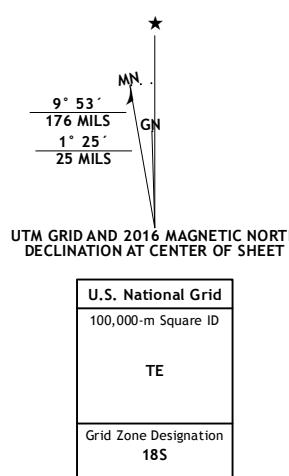 MN
9° 53´
176 MILS
GN
1° 25´
25 MILS
UTM GRID AND 2016 MAGNETIC NORT
DECLINATION AT CENTER OF SHEET
U.S. National Grid
100,000-m Square ID
TE
Grid Zone Designation
18S